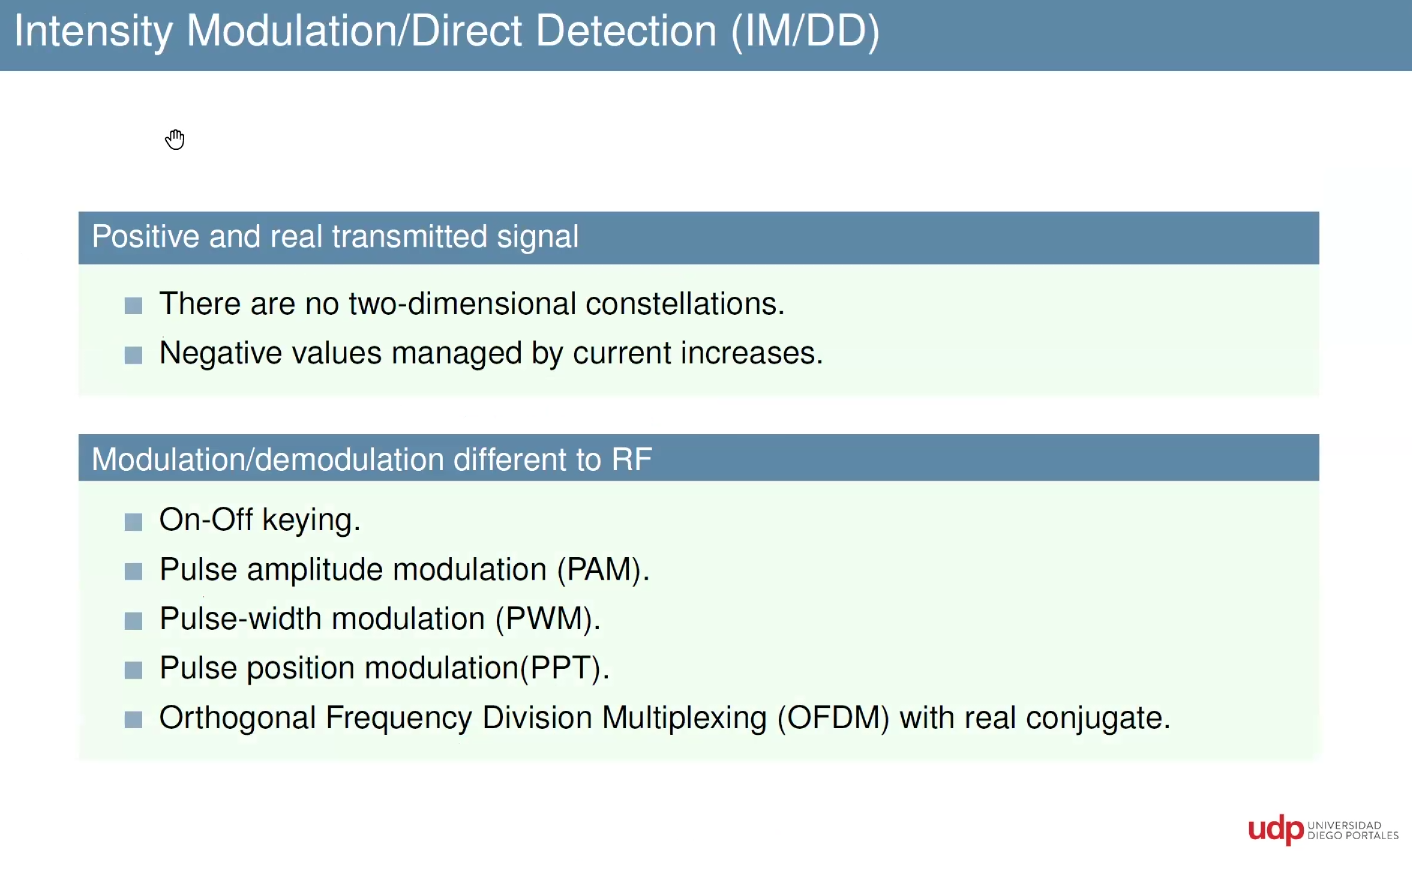 Intensity Modulation/Direct Detection (IM/DD)
Positive and real transmitted signal
There are no two-dimensional constellations.
Negative values managed by current increases.
Modulation/demodulation different to RF
On-Off keying.
Pulse amplitude modulation (PAM).
Pulse-width modulation (PWM).
Pulse position modulation(PPT).
Orthogonal Frequency Division Multiplexing (OFDM) with real conjugate.
udp UNIVERSIDAD
DIEGO PORTALES